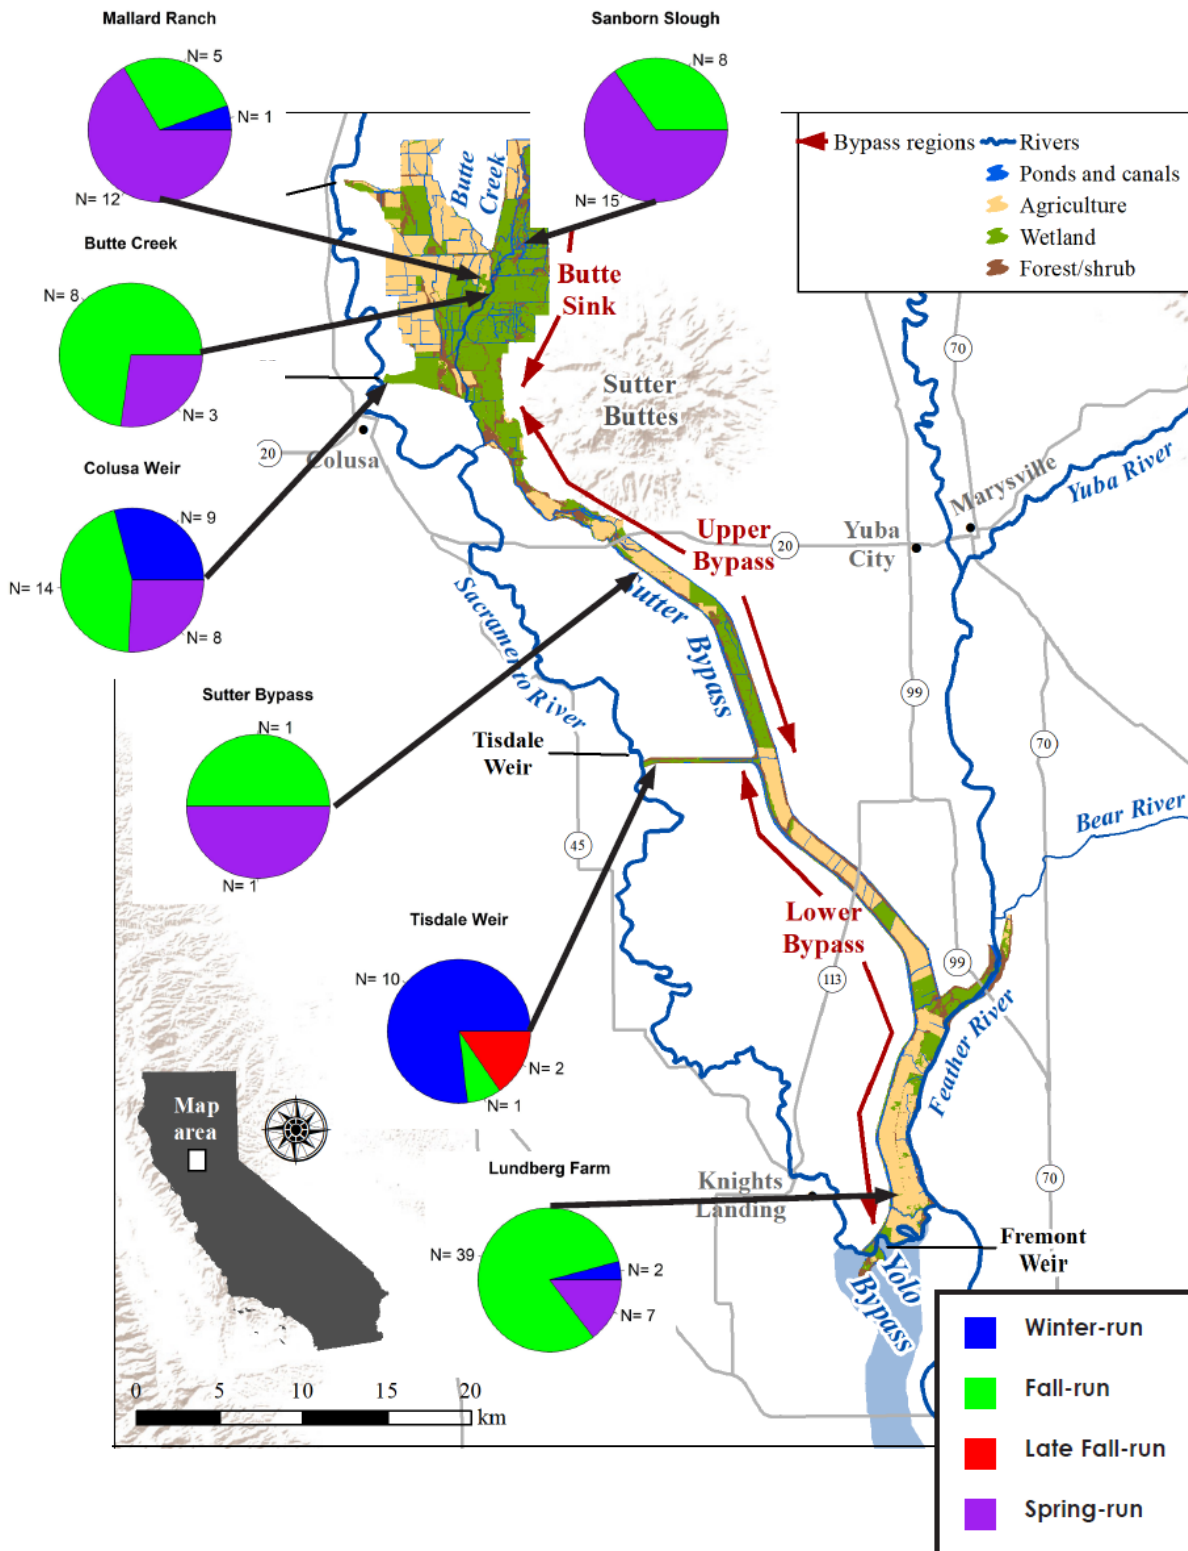 Mallard Ranch
N= 5
N= 1
N= 12
Sanborn Slough
N= 8
N= 15
Bypass regions
Rivers
Ponds and canals
Agriculture
Wetland
Forest/shrub
Butte
Creek
Butte
Sink
Butte Creek
N= 8
N= 3
Sutter
Buttes
70
Colusa Weir
N= 9
N= 14
N= 8
20
Colusa
Marysville
Yuba River
Yuba
City
Upper
Bypass
20
Sutter Bypass
Sacramento River
99
70
Sutter Bypass
N= 1
N= 1
Tisdale
Weir
45
Bear River
Tisdale Weir
N= 10
N= 2
N= 1
Lower
Bypass
113
99
Feather River
Map
area
Lundberg Farm
N= 39
N= 2
N= 7
Knights
Landing
70
Fremont
Weir
Yolo
Bypass
0 5 10 15 20
km
Winter-run
Fall-run
Late Fall-run
Spring-run